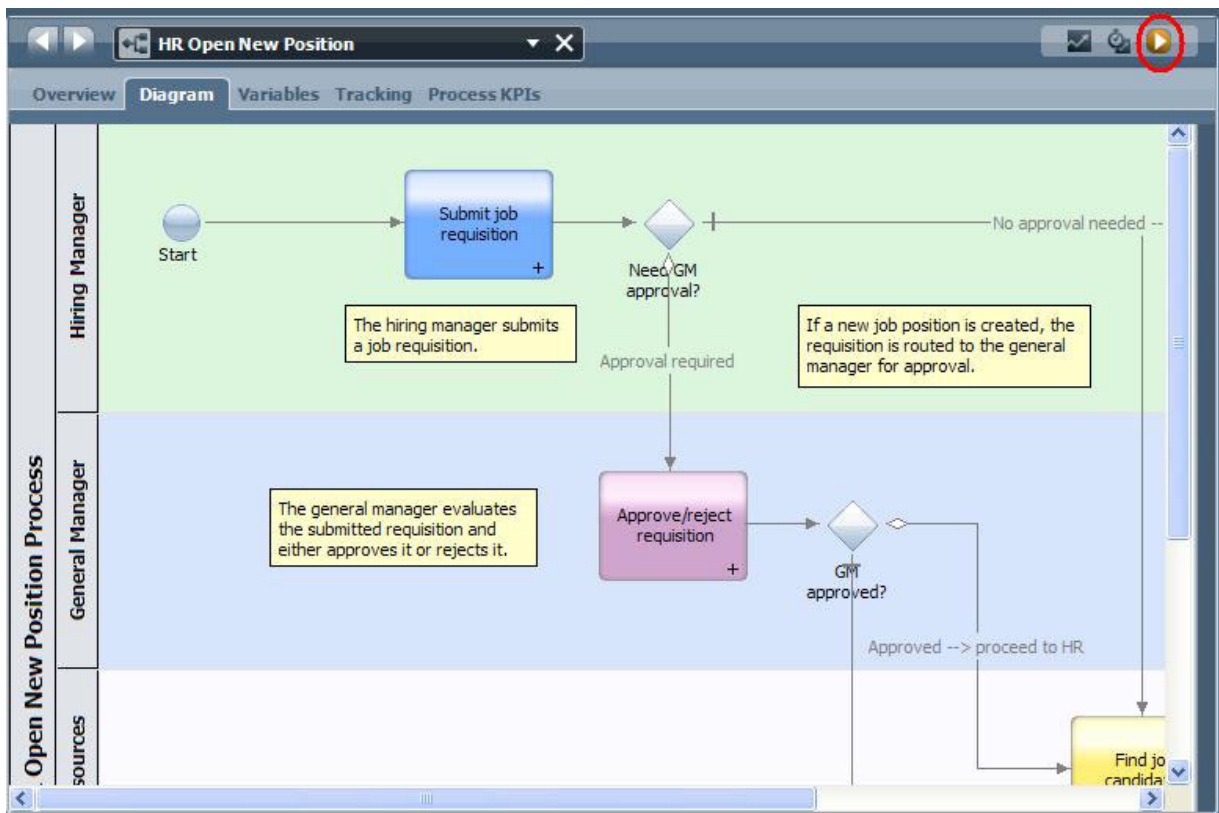 HR Open New Position
Overview
Diagram
Variables
Tracking
Process KPIs
Open New Position Process
Hiring Manager
Start
Submit job
requisition
+
Need GM
approval?
No approval needed --
The hiring manager submits
a job requisition.
Approval required
If a new job position is created, the
requisition is routed to the general
manager for approval.
General Manager
The general manager evaluates
the submitted requisition and
either approves it or rejects it.
Approve/reject
requisition
+
GM
approved?
Approved --> proceed to HR
sources
Find jo
candida